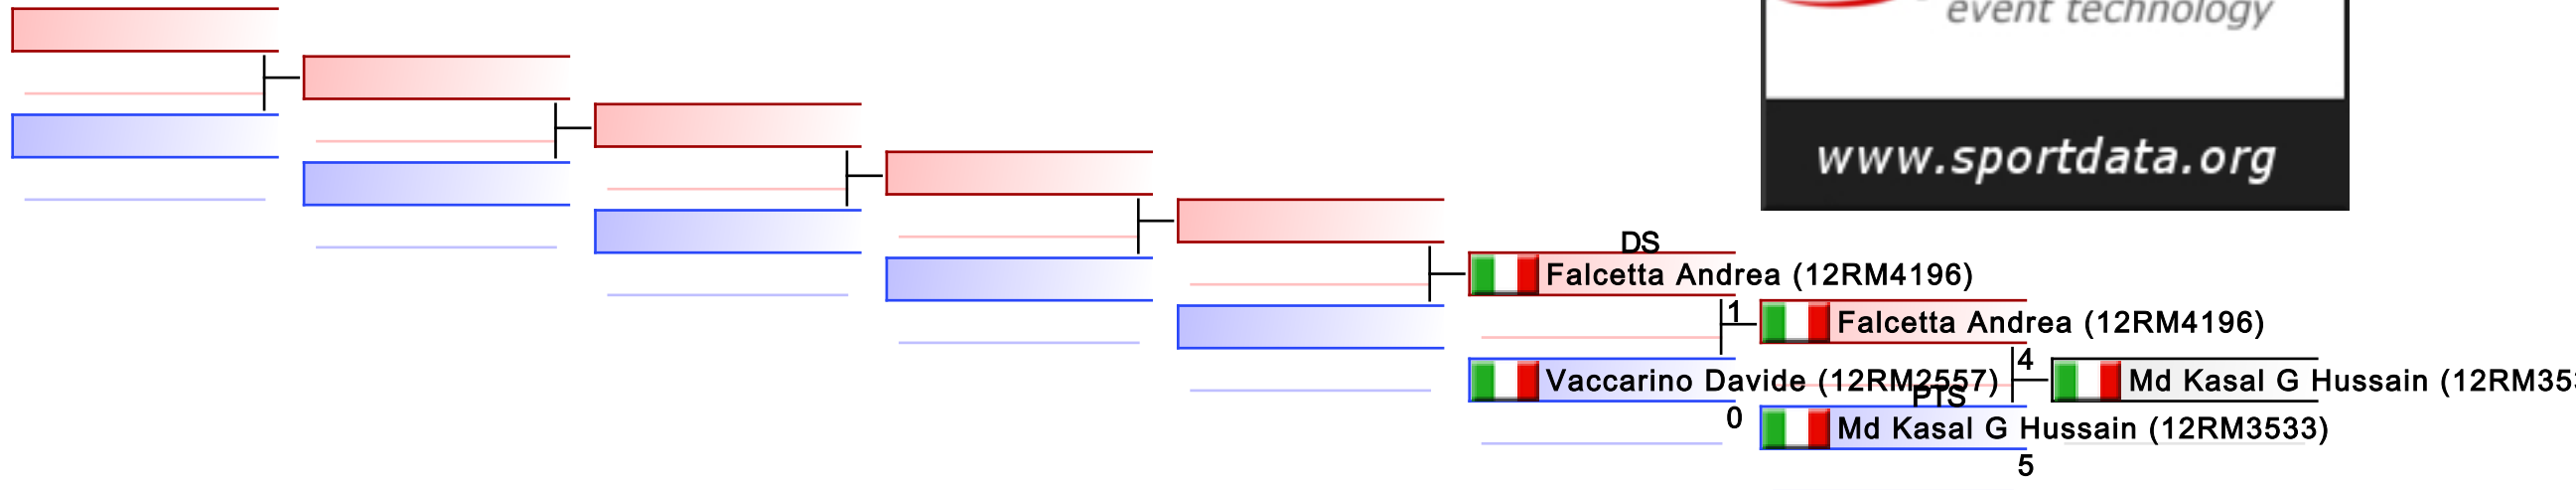 event technology
www.sportdata.org
DS
Falcetta Andrea (12RM4196)
1
Falcetta Andrea (12RM4196)
4
Vaccarino Davide (12RM2557)
Md Kasal G Hussain (12RM353
PTS
0
Md Kasal G Hussain (12RM3533)
5